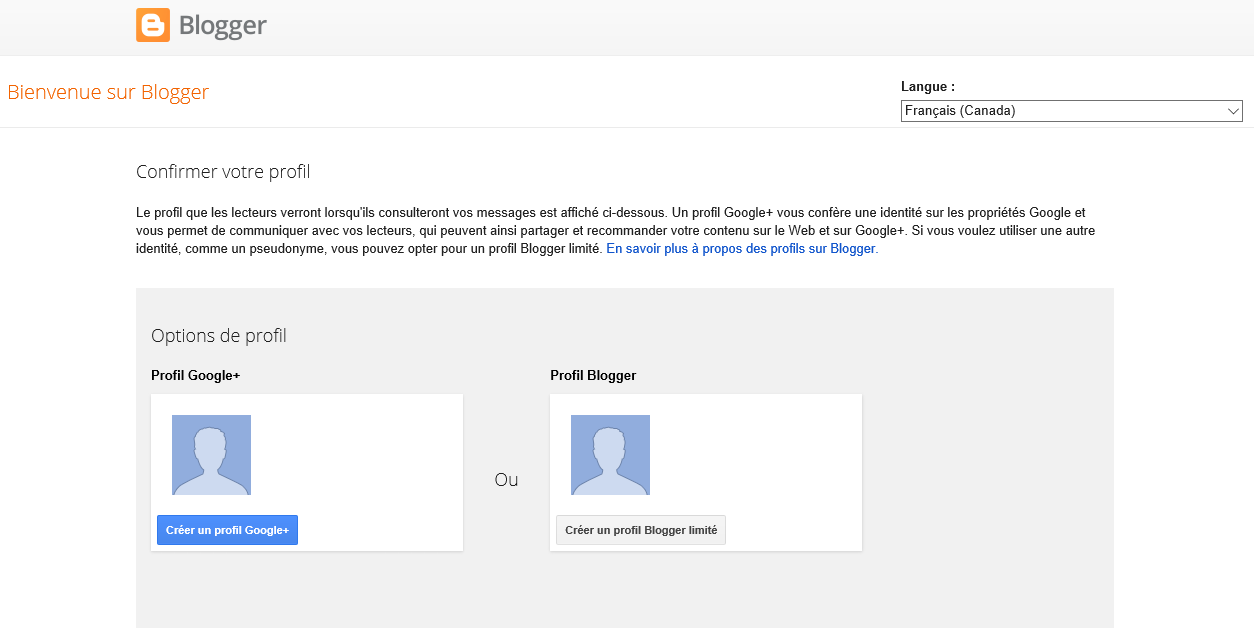 Blogger
Bienvenue sur Blogger
Langue :
Français (Canada)
Confirmer votre profil
Le profil que les lecteurs verront lorsqu'ils consulteront vos messages est affiché ci-dessous. Un profil Google+ vous confère une identité sur les propriétés Google et
vous permet de communiquer avec vos lecteurs, qui peuvent ainsi partager et recommander votre contenu sur le Web et sur Google+. Si vous voulez utiliser une autre
identité, comme un pseudonyme, vous pouvez opter pour un profil Blogger limité. En savoir plus à propos des profils sur Blogger.
Options de profil
Profil Google+
Créer un profil Google+
Ou
Profil Blogger
Créer un profil Blogger limité